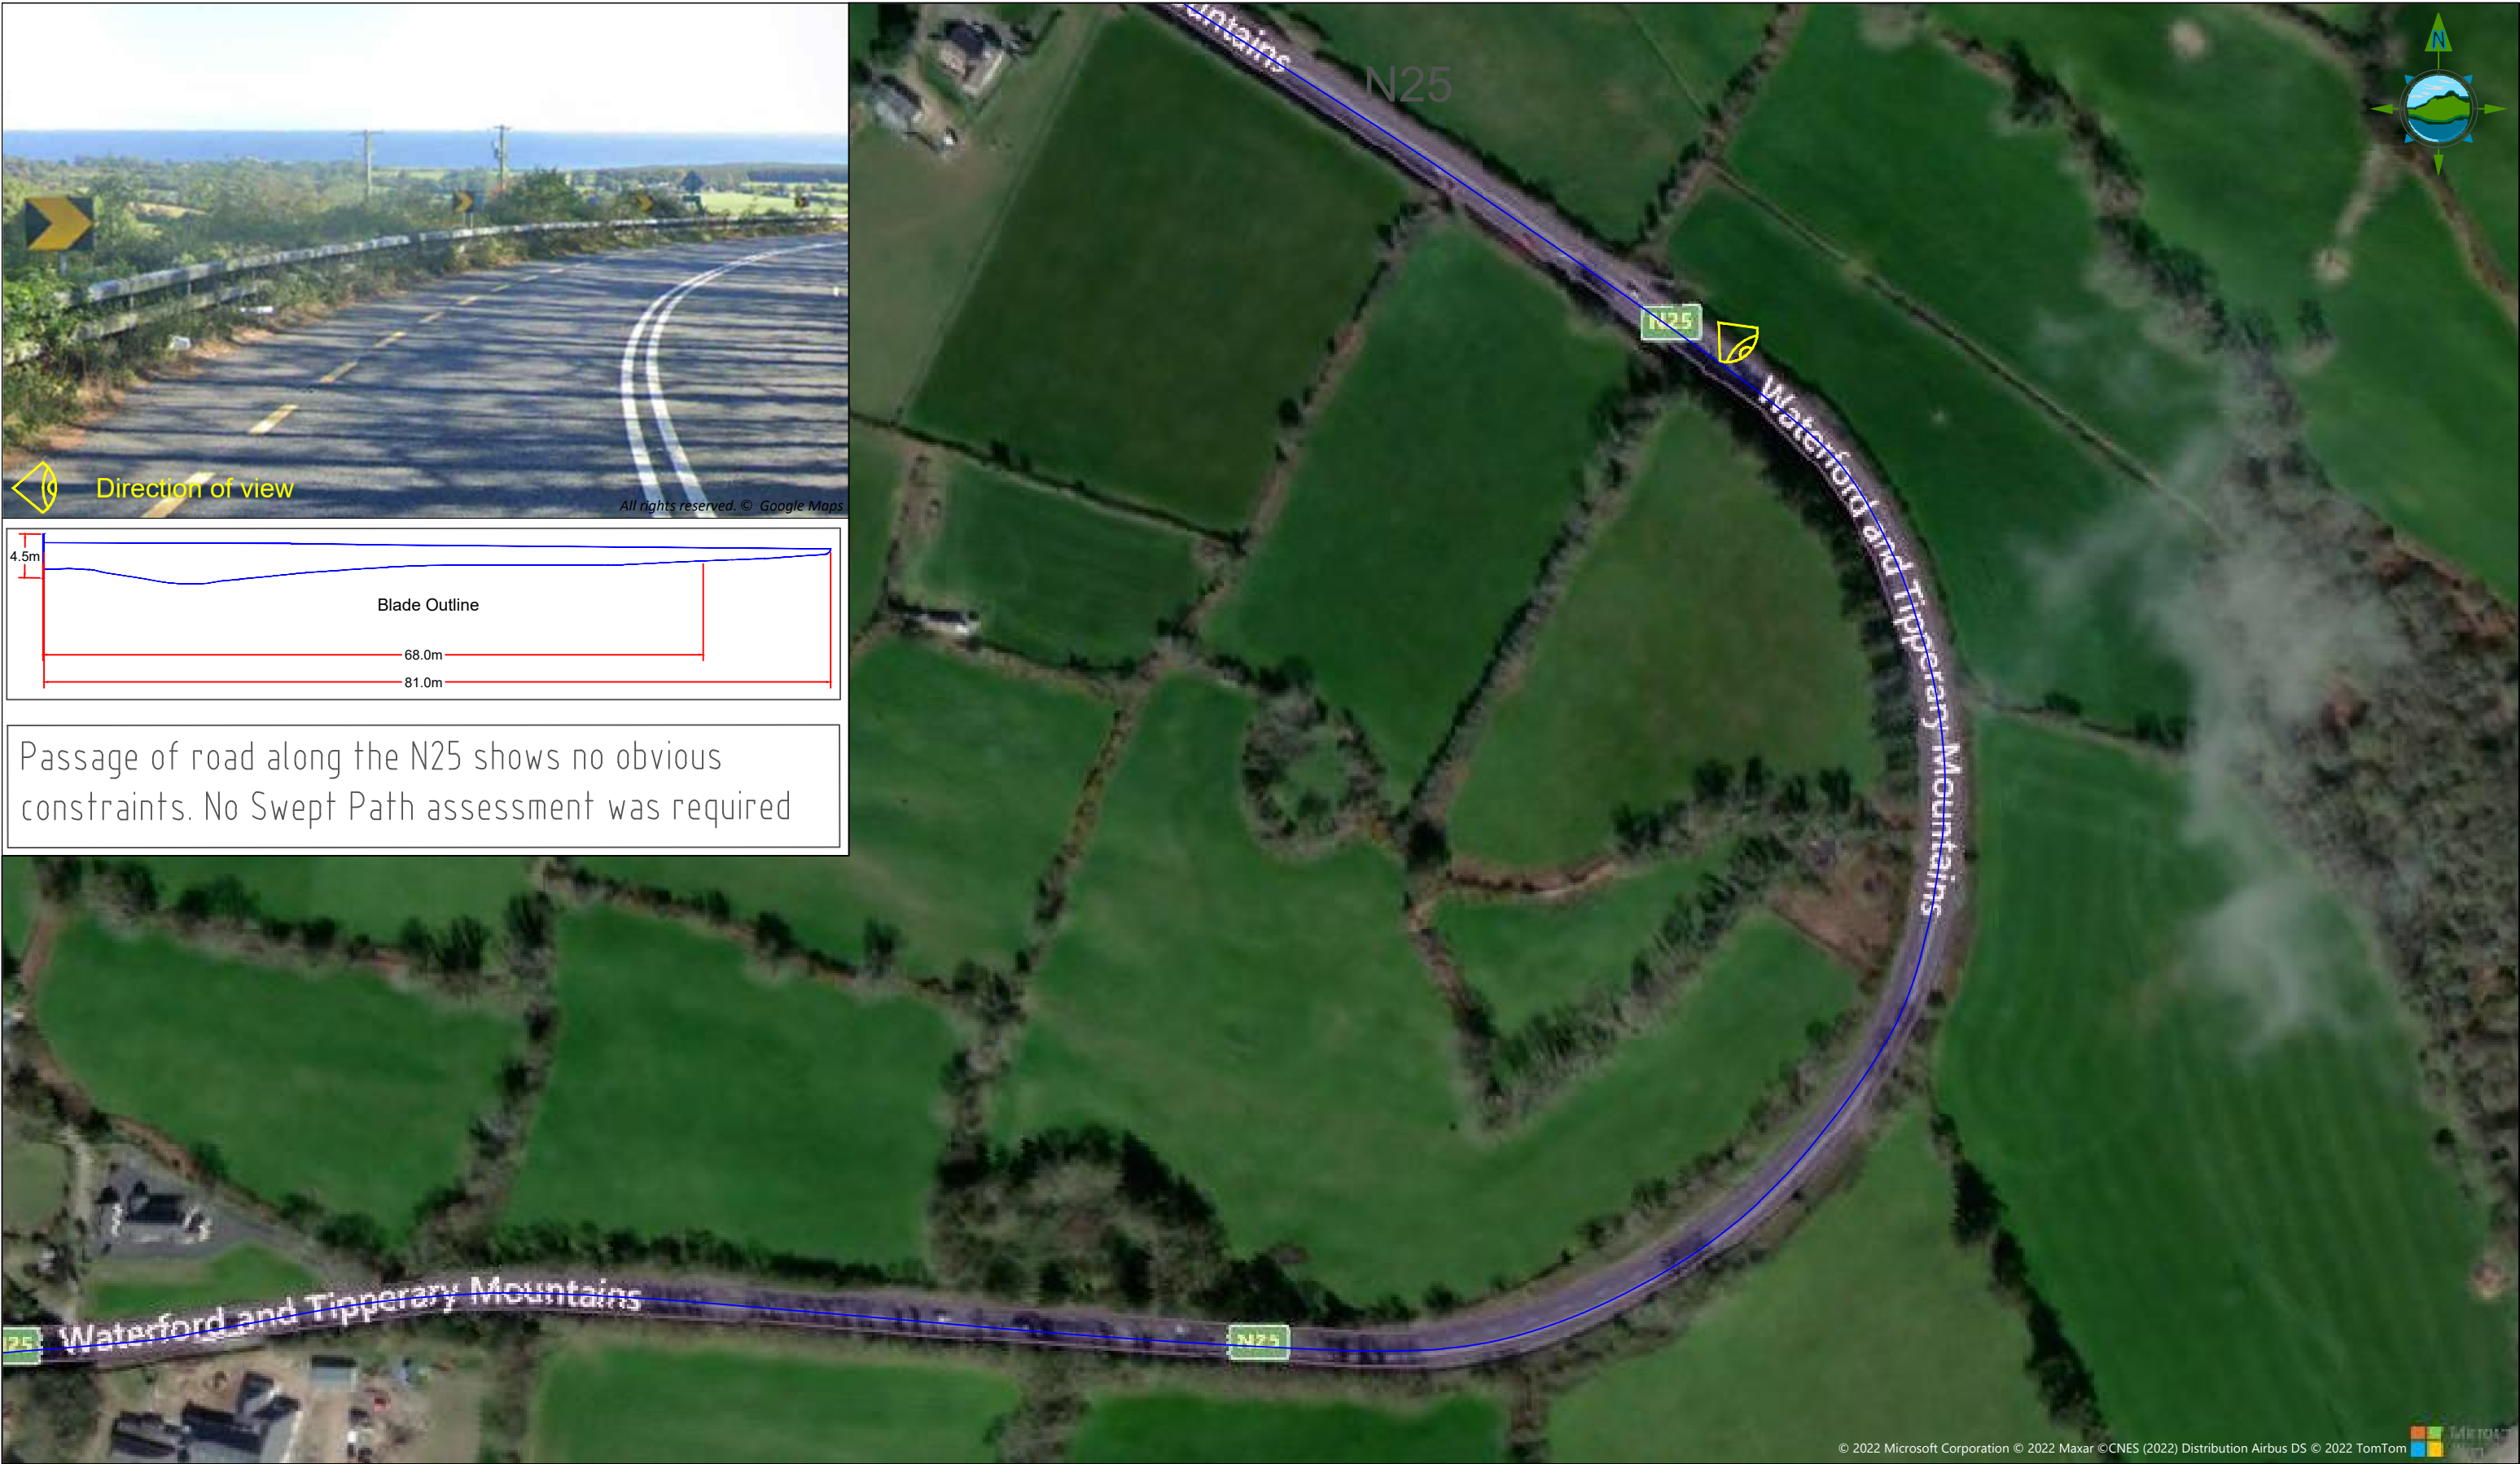 Direction of view
All rights reserved. © Google Maps
4.5m
Blade Outline
68.0m
81.0m
Passage of road along the N25 shows no obvious
constraints. No Swept Path assessment was required
untains
N25
N
N25
Waterford and Tipperary Mountains
Waterford and Tipperary Mountains
N25
© 2022 Microsoft Corporation © 2022 Maxar ©CNES (2022) Distribution Airbus DS © 2022 TomTom